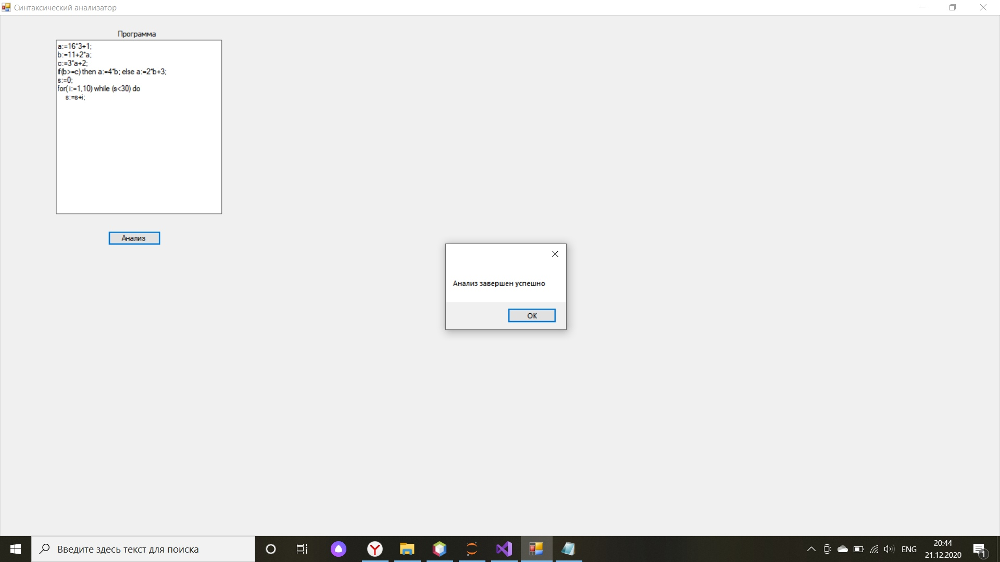 Синтаксический анализатор
Программа
a:=16*3+1;
b:=11+2*a;
c:=3*a+2;
if(b>=c) then a:=4*b; else a:=2*b+3;
s:=0;
for( i:=1,10) while (s<30) do
s:=s+i;
Анализ
Анализ завершен успешно
OK
Введите здесь текст для поиска
ENG
20:44
21.12.2020
1